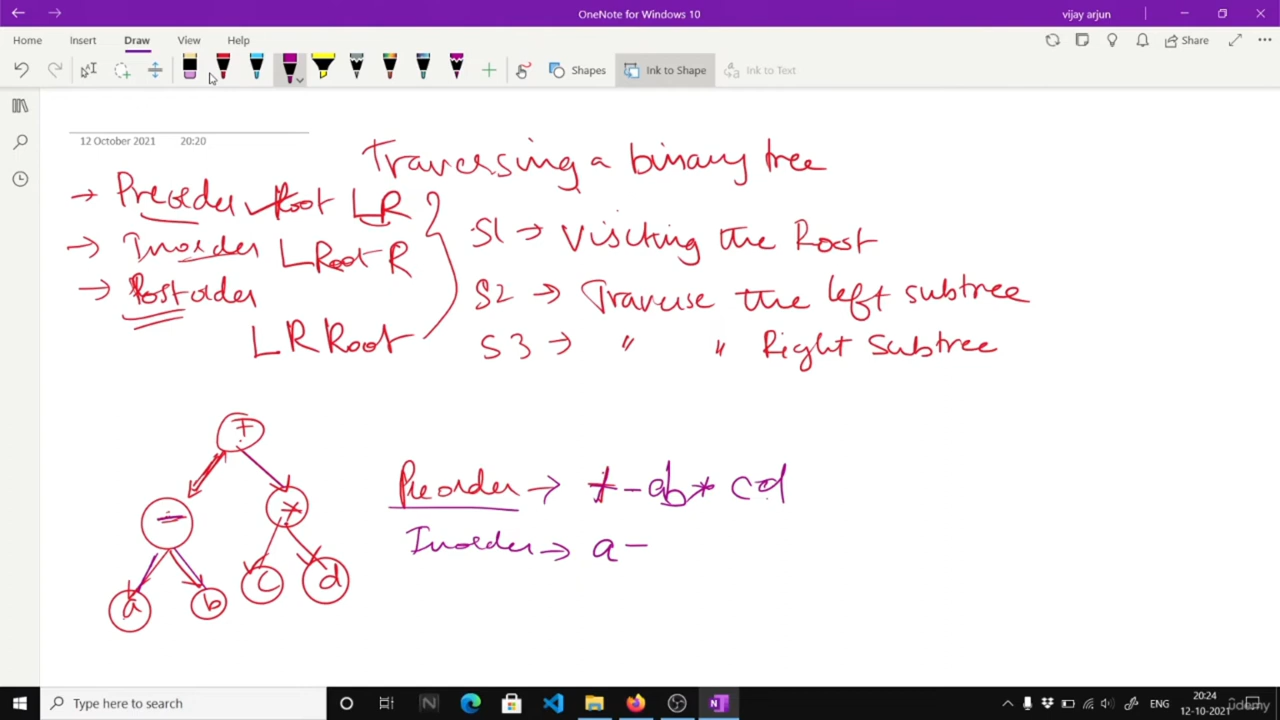 OneNote for Windows 10
vijay arjun
Home Insert Draw View Help
Share
Shapes Ink to Shape Ink to Text
12 October 2021 20:20
Traversing a binary tree
→ Preorder Root LR
→ Inorder L Root R
→ Postorder
L R Root
S1 → Visiting the Root
S2 → Traverse the left subtree
S3 → " " Right Subtree
+
- *
a b c d
Preorder → + - ab * cd
Inorder → a -
Type here to search
ENG
20:24
12-10-2021
udemy